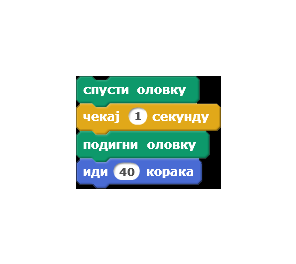 спусти оловку
чекај 1 секунду
подигни оловку
иди 40 корака